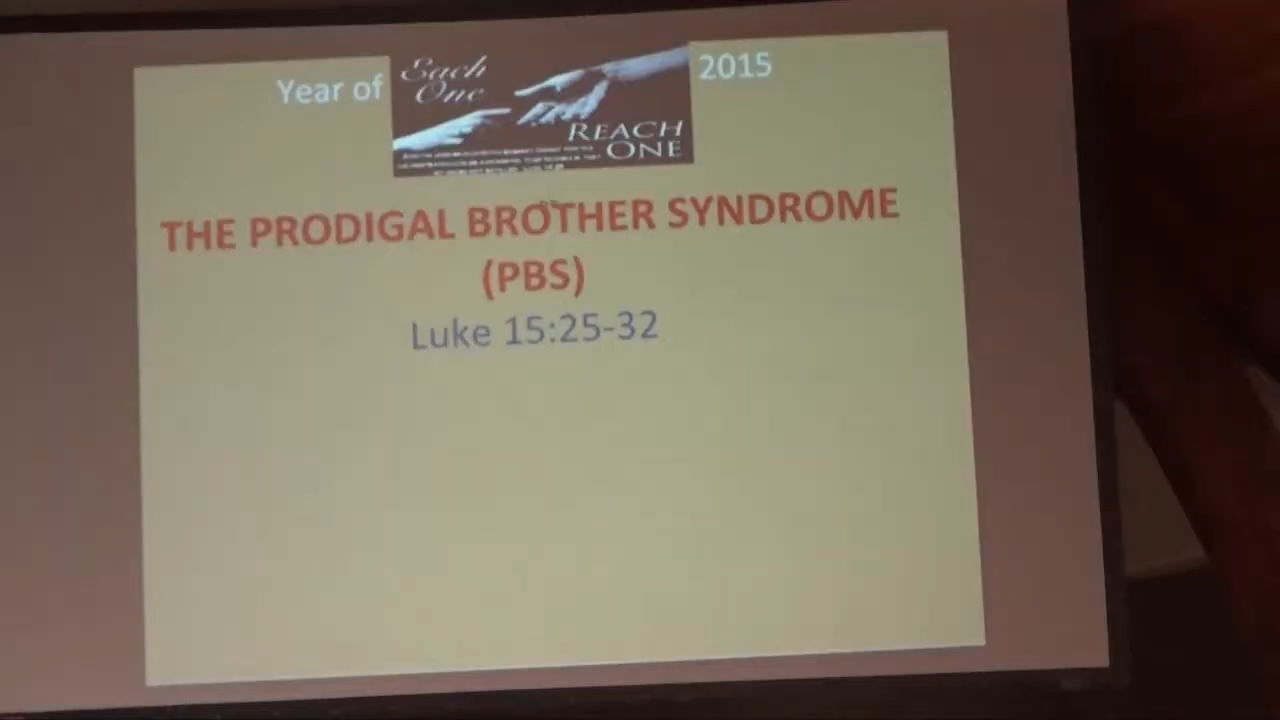 Year of
Each
One
REACH
ONE
2015
THE PRODIGAL BROTHER SYNDROME
(PBS)
Luke 15:25-32